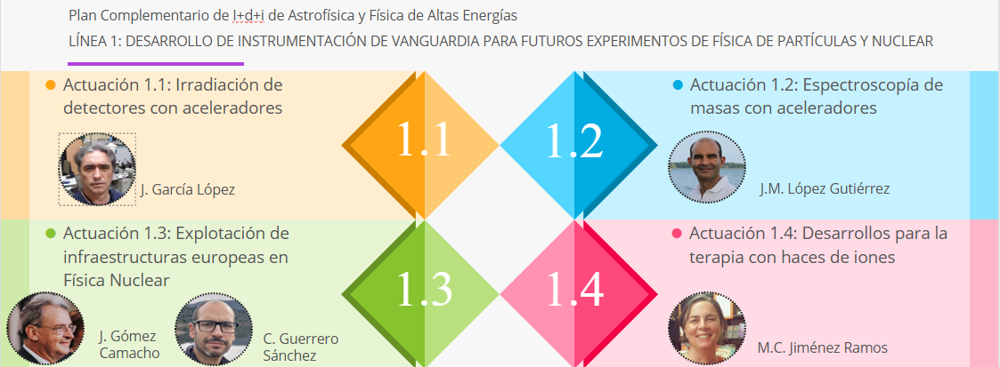 Plan Complementario de I+d+i de Astrofísica y Física de Altas Energías
LÍNEA 1: DESARROLLO DE INSTRUMENTACIÓN DE VANGUARDIA PARA FUTUROS EXPERIMENTOS DE FÍSICA DE PARTÍCULAS Y NUCLEAR
Actuación 1.1: Irradiación de
detectores con aceleradores
J. García López
1.1
1.2
Actuación 1.2: Espectroscopía de
masas con aceleradores
J.M. López Gutiérrez
Actuación 1.3: Explotación de
infraestructuras europeas en
Física Nuclear
J. Gómez
Camacho
C. Guerrero
Sánchez
1.3
1.4
Actuación 1.4: Desarrollos para la
terapia con haces de iones
M.C. Jiménez Ramos